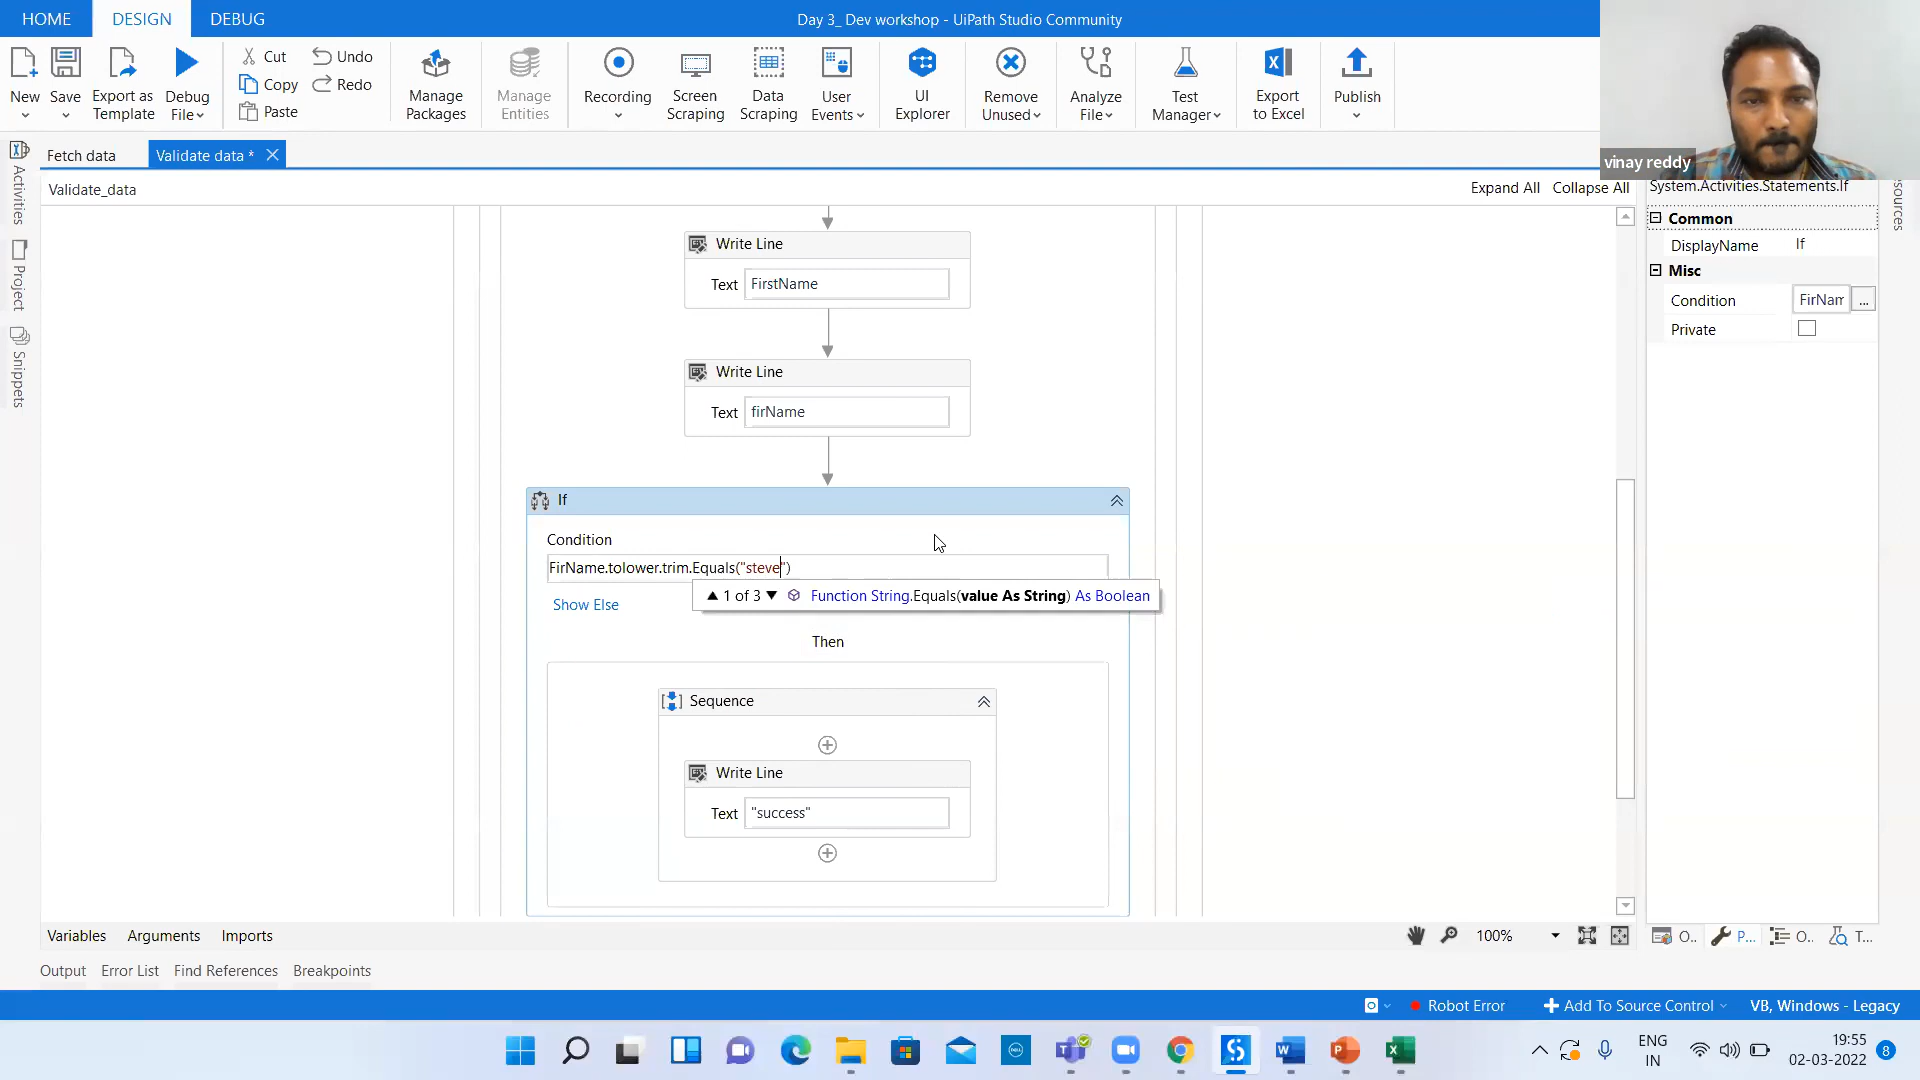 HOME
DESIGN
DEBUG
Day 3_ Dev workshop - UiPath Studio Community
New
Save
Export as Template
Debug File
Cut
Copy
Paste
Undo
Redo
Manage Packages
Manage Entities
Recording
Screen Scraping
Data Scraping
User Events
UI Explorer
Remove Unused
Analyze File
Test Manager
Export to Excel
Publish
vinay reddy
Fetch data
Validate data *
Validate_data
Expand All
Collapse All
Activities
Project
Snippets
System.Activities.Statements.If
Common
DisplayName
If
Misc
Condition
FirNam
...
Private
Write Line
Text
FirstName
Write Line
Text
firName
If
Condition
FirName.tolower.trim.Equals("steve")
1 of 3
Function String.Equals(value As String) As Boolean
Show Else
Then
Sequence
Write Line
Text
"success"
Variables
Arguments
Imports
100%
O..
P...
O..
T...
Output
Error List
Find References
Breakpoints
Robot Error
Add To Source Control
VB, Windows - Legacy
ENG
IN
19:55
02-03-2022
8